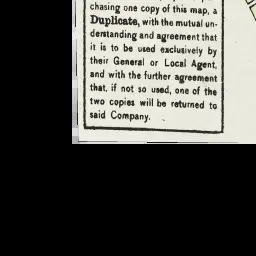 chasing one copy of this map, a
Duplicate, with the mutual un-
derstanding and agreement that
it is to be used exclusively by
their General or Local Agent,
and with the further agreement
that, if not so used, one of the
two copies will be returned to
said Company.